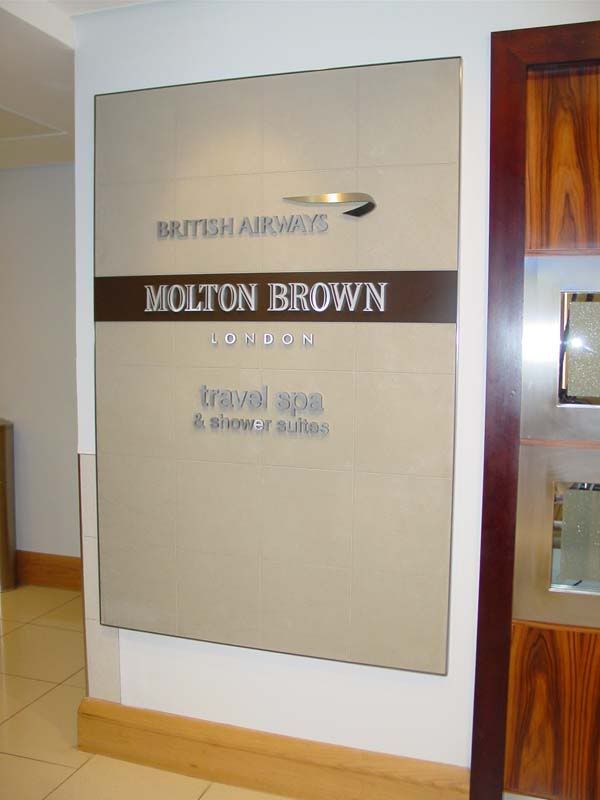 BRITISH AIRWAYS
MOLTON BROWN
LONDON
travel spa
& shower suites